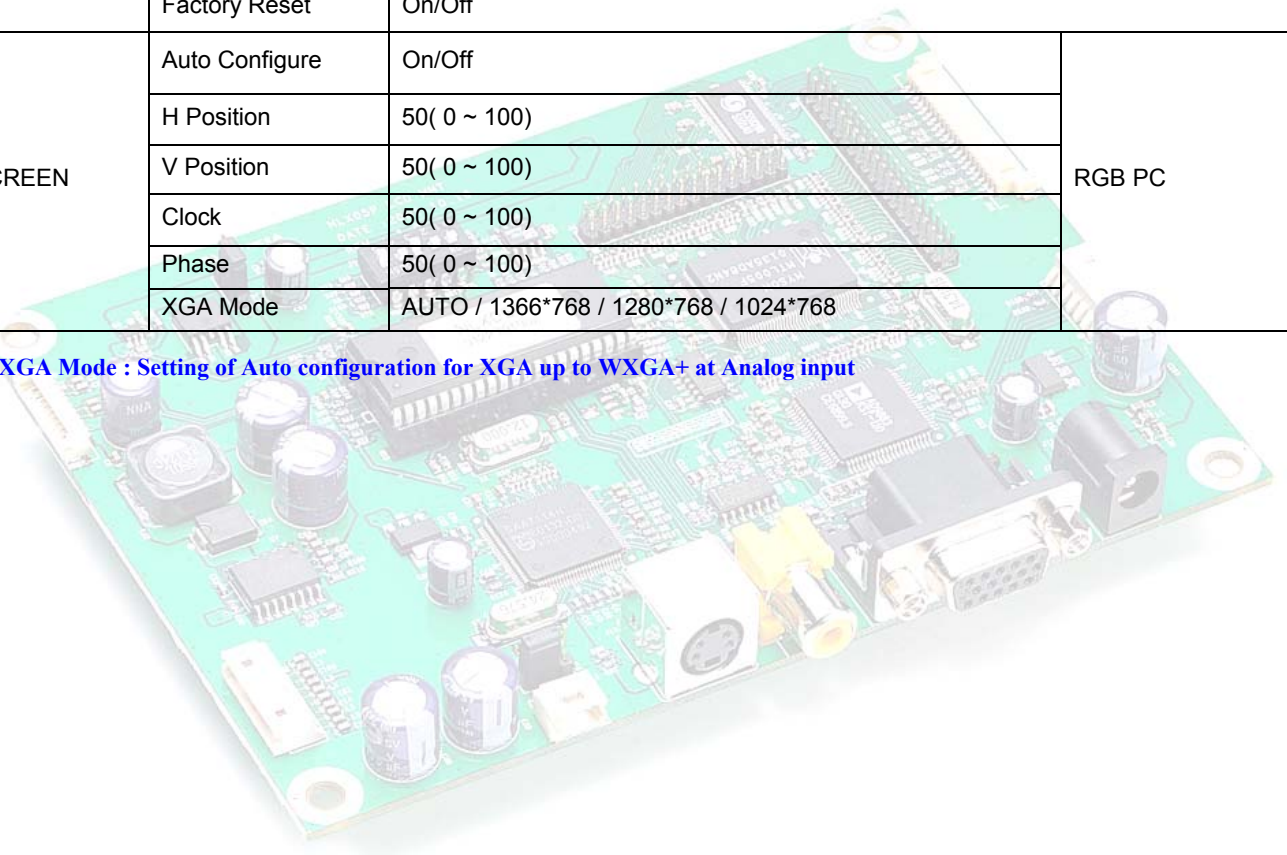 Factory Reset On/Off
Auto Configure On/Off
H Position 50( 0 ~ 100)
CREEN V Position 50( 0 ~ 100) RGB PC
Clock 50( 0 ~ 100)
Phase 50( 0 ~ 100)
XGA Mode AUTO / 1366*768 / 1280*768 / 1024*768
XGA Mode : Setting of Auto configuration for XGA up to WXGA+ at Analog input